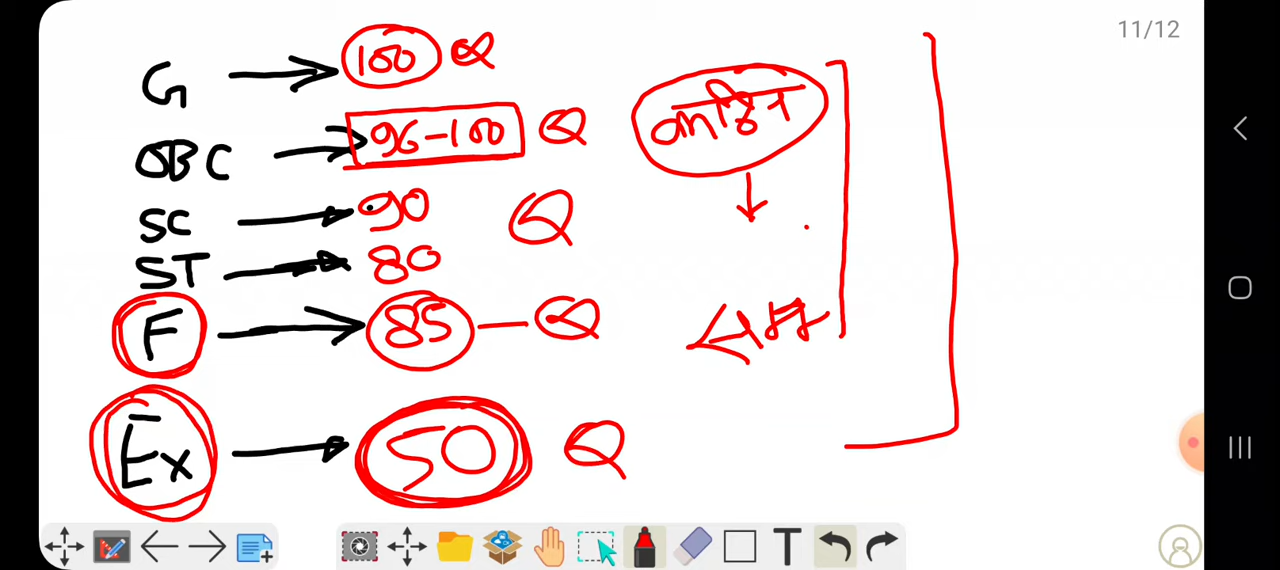 11/12
G → 100 Q
OBC → 96-100 Q
SC → 90 Q
ST → 80
F → 85 - Q
Ex → 50 Q
T